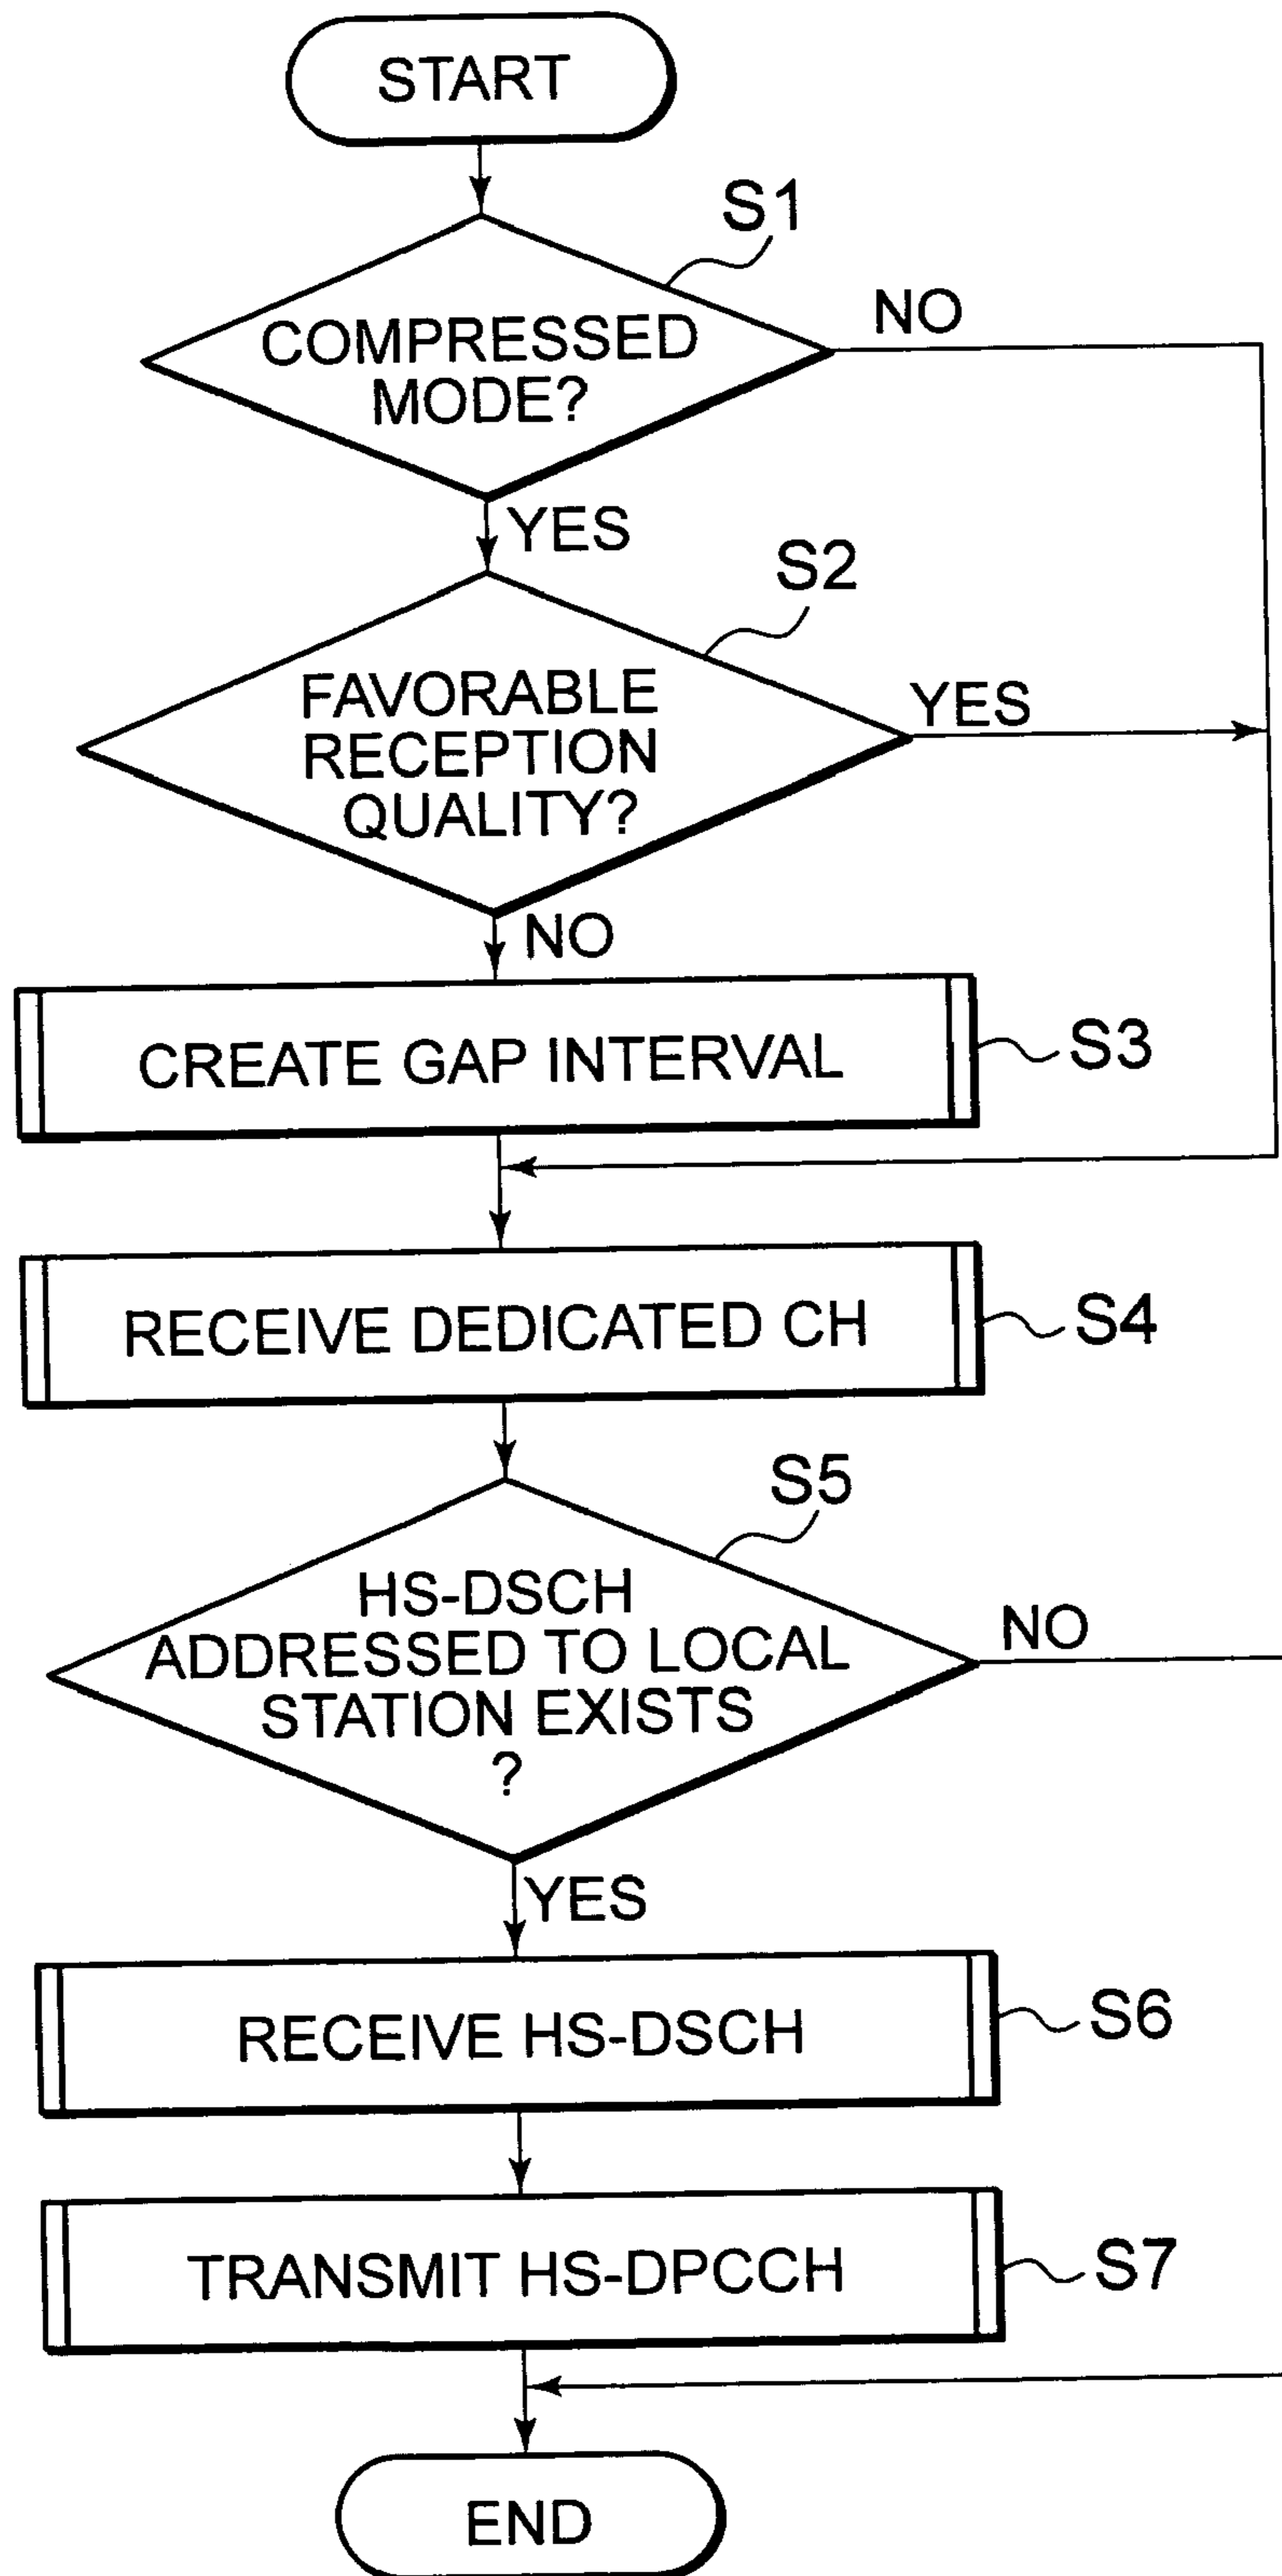 START
S1
COMPRESSED
MODE?
NO
YES
S2
FAVORABLE
RECEPTION
QUALITY?
YES
NO
CREATE GAP INTERVAL
S3
RECEIVE DEDICATED CH
S4
S5
HS-DSCH
ADDRESSED TO LOCAL
STATION EXISTS
?
NO
YES
RECEIVE HS-DSCH
S6
TRANSMIT HS-DPCCH
S7
END